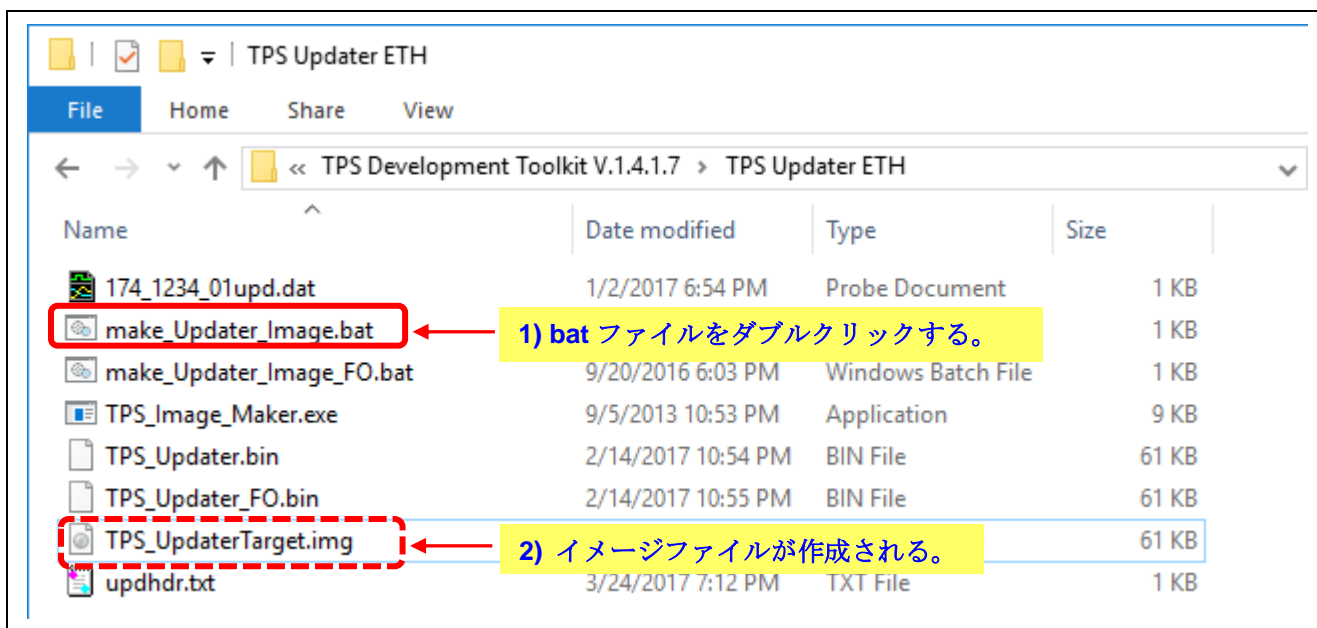 TPS Updater ETH
File Home Share View
« TPS Development Toolkit V.1.4.1.7 > TPS Updater ETH
Name Date modified Type Size
174_1234_01upd.dat 1/2/2017 6:54 PM Probe Document 1 KB
make_Updater_Image.bat 1) bat ファイルをダブルクリックする。 1 KB
make_Updater_Image_FO.bat 9/20/2016 6:03 PM Windows Batch File 1 KB
TPS_Image_Maker.exe 9/5/2013 10:53 PM Application 9 KB
TPS_Updater.bin 2/14/2017 10:54 PM BIN File 61 KB
TPS_Updater_FO.bin 2/14/2017 10:55 PM BIN File 61 KB
TPS_UpdaterTarget.img 2) イメージファイルが作成される。 61 KB
updhdr.txt 3/24/2017 7:12 PM TXT File 1 KB